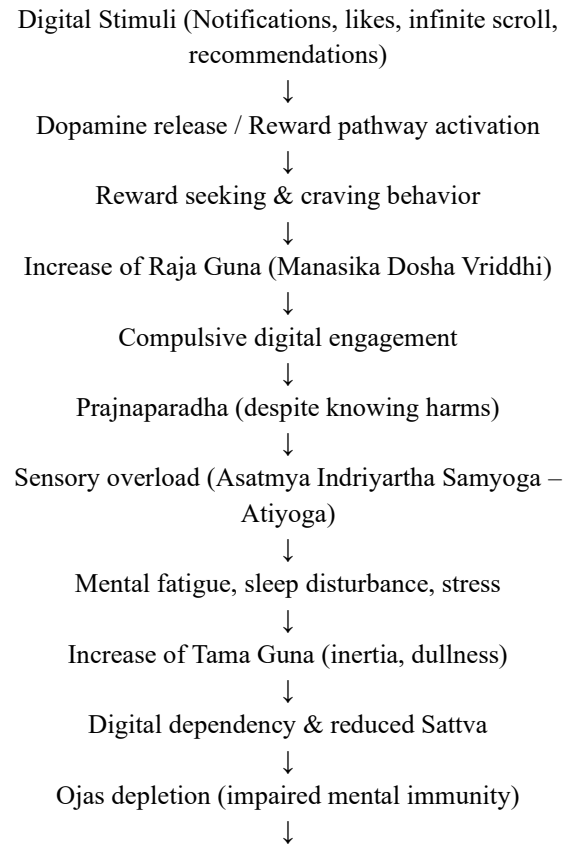 Digital Stimuli (Notifications, likes, infinite scroll,
recommendations)
↓
Dopamine release / Reward pathway activation
↓
Reward seeking & craving behavior
↓
Increase of Raja Guna (Manasika Dosha Vriddhi)
↓
Compulsive digital engagement
↓
Prajnaparadha (despite knowing harms)
↓
Sensory overload (Asatmya Indriyartha Samyoga –
Atiyoga)
↓
Mental fatigue, sleep disturbance, stress
↓
Increase of Tama Guna (inertia, dullness)
↓
Digital dependency & reduced Sattva
↓
Ojas depletion (impaired mental immunity)
↓